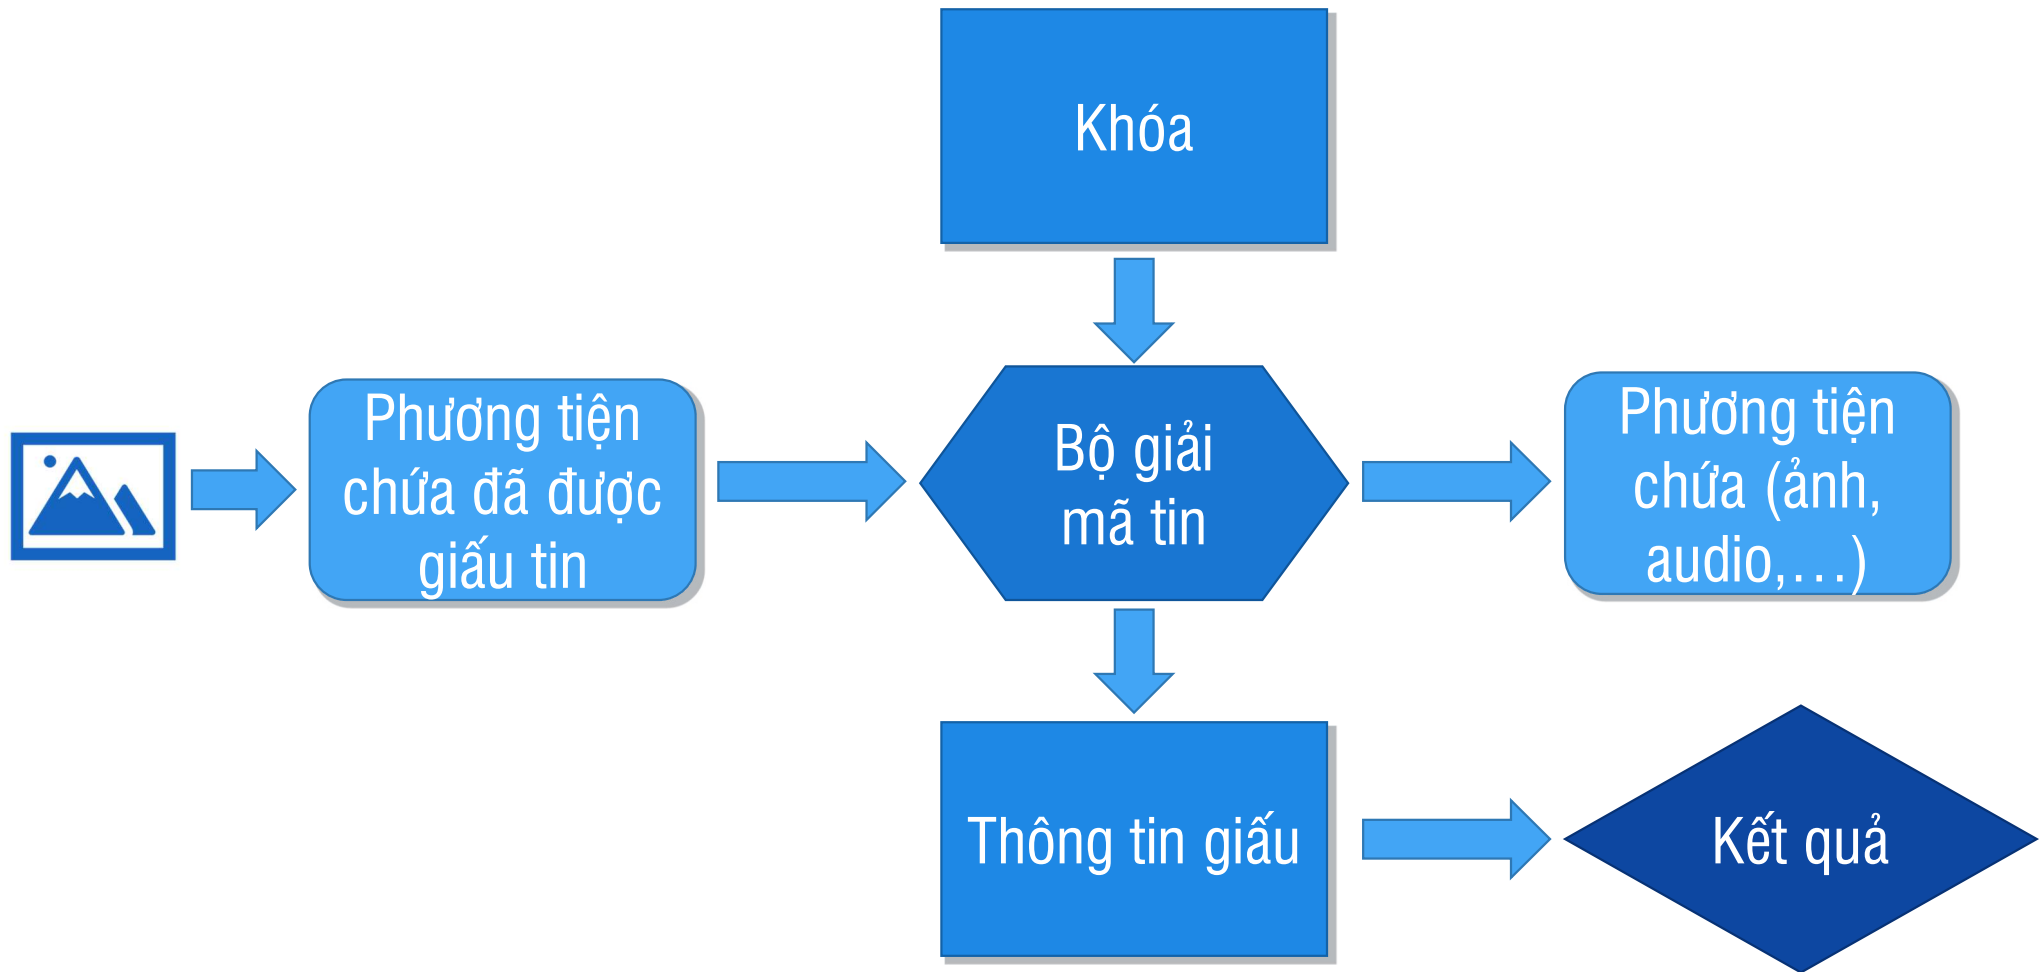 Khóa
Phương tiện
chứa đã được
giấu tin
Bộ giải
mã tin
Phương tiện
chứa (ảnh,
audio,...)
Thông tin giấu
Kết quả